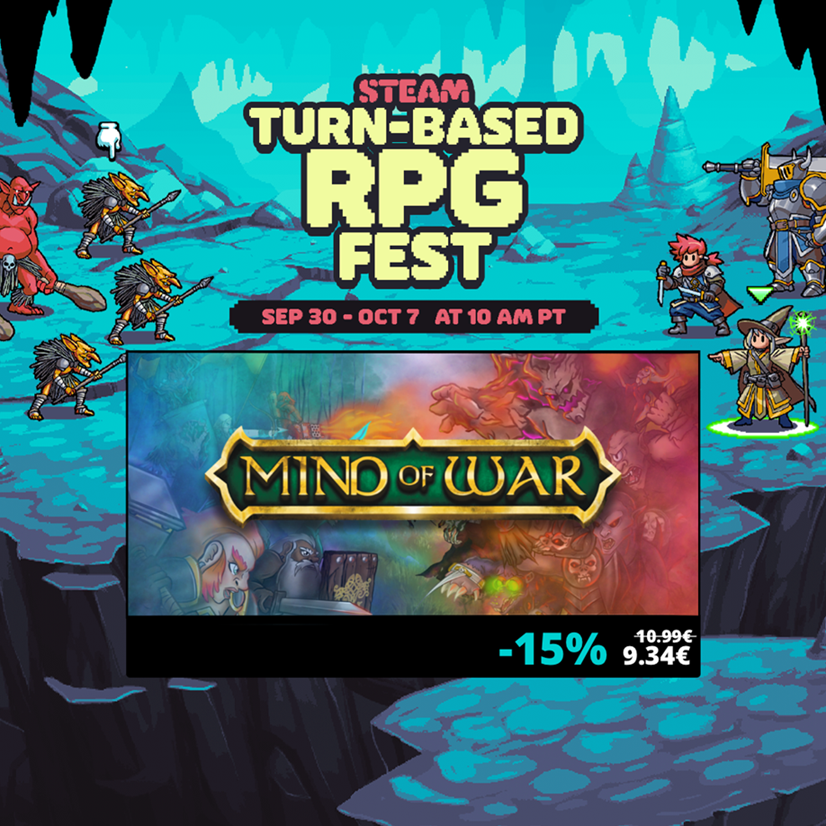 STEAM
TURN-BASED
RPG
FEST
SEP 30 - OCT 7 AT 10 AM PT
MIND OF WAR
-15%
10.99€
9.34€